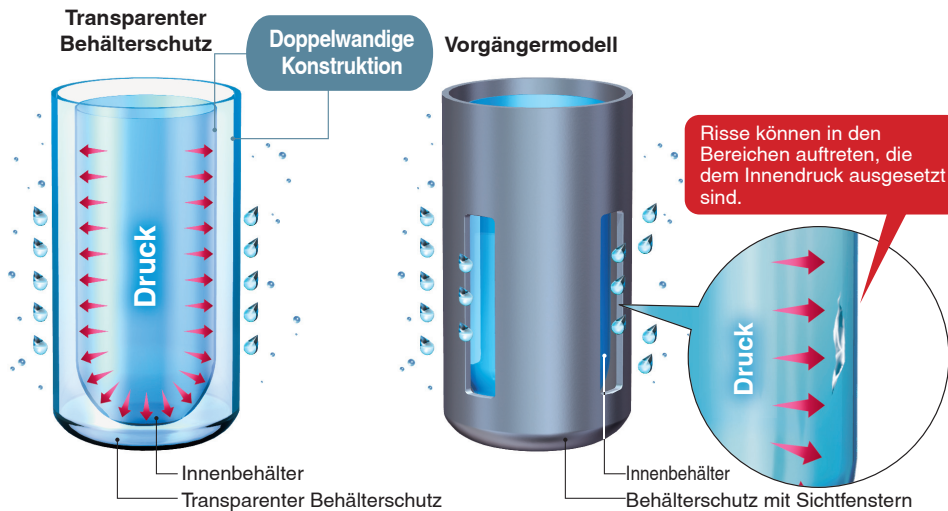 Transparenter
Behälterschutz
Doppelwandige
Konstruktion
Druck
Innenbehälter
Transparenter Behälterschutz
Vorgängermodell
Risse können in den
Bereichen auftreten, die
dem Innendruck ausgesetzt
sind.
Druck
Innenbehälter
Behälterschutz mit Sichtfenstern